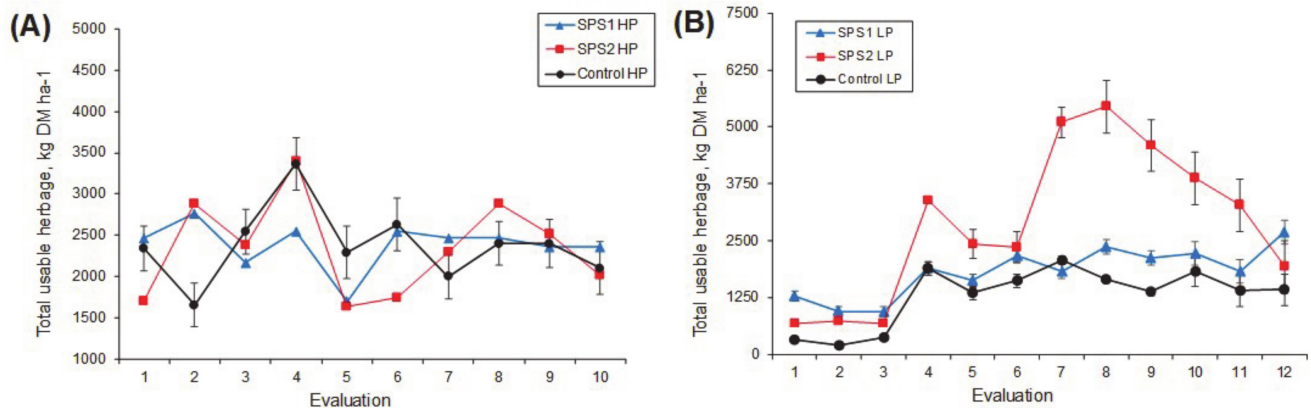 (A)
Total usable herbage, kg DM ha-1
5000
4500
4000
3500
3000
2500
2000
1500
1000
SPS1 HP
SPS2 HP
Control HP
1 2 3 4 5 6 7 8 9 10
Evaluation
(B)
Total usable herbage, kg DM ha-1
7500
6250
5000
3750
2500
1250
0
SPS1 LP
SPS2 LP
Control LP
1 2 3 4 5 6 7 8 9 10 11 12
Evaluation